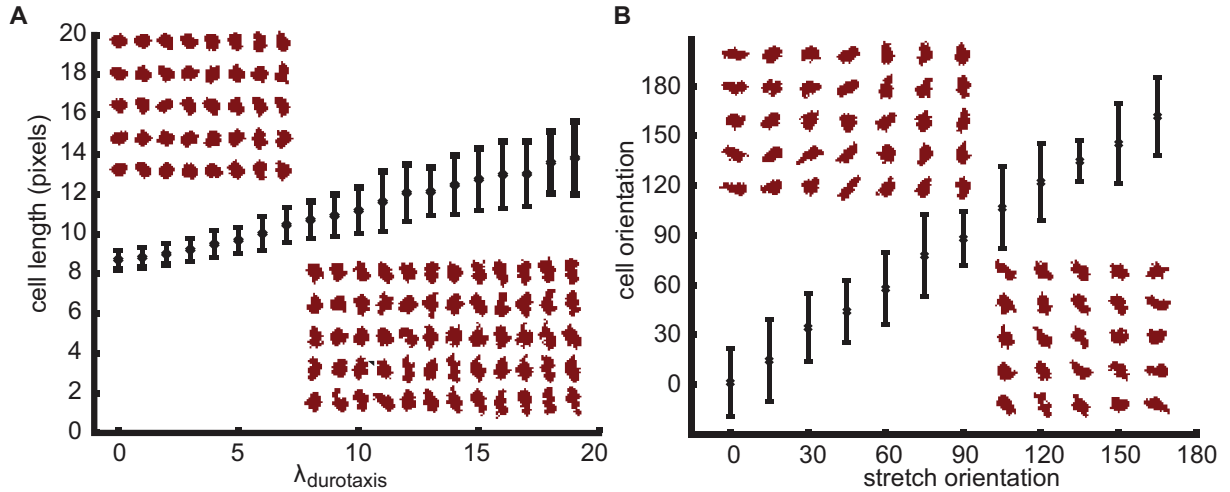 A
20
18
16
14
12
10
8
6
4
2
0
cell length (pixels)
0 5 10 15 20
λdurotaxis
B
180
150
120
90
60
30
0
cell orientation
0 30 60 90 120 150 180
stretch orientation